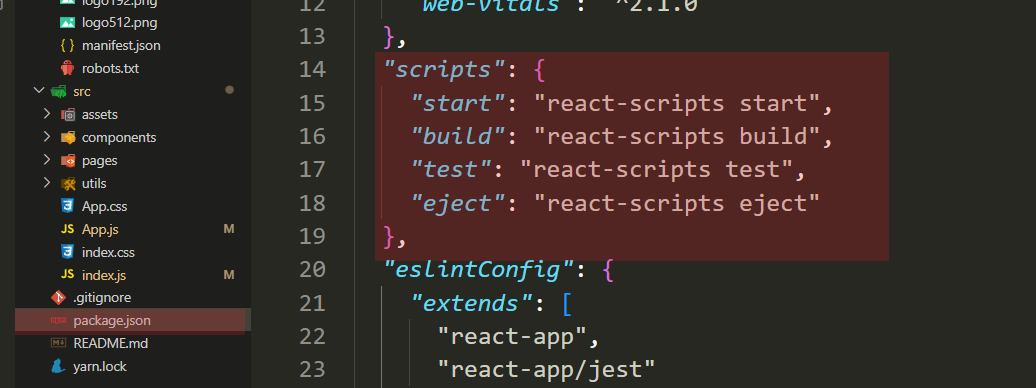 logo192.png
logo512.png
manifest.json
robots.txt
src
assets
components
pages
utils
App.css
JS App.js M
index.css
JS index.js M
.gitignore
package.json
README.md
yarn.lock
12 "web-vitals": "^2.1.0
13 },
14 "scripts": {
15 "start": "react-scripts start",
16 "build": "react-scripts build",
17 "test": "react-scripts test",
18 "eject": "react-scripts eject"
19 },
20 "eslintConfig": {
21 "extends": [
22 "react-app",
23 "react-app/jest"